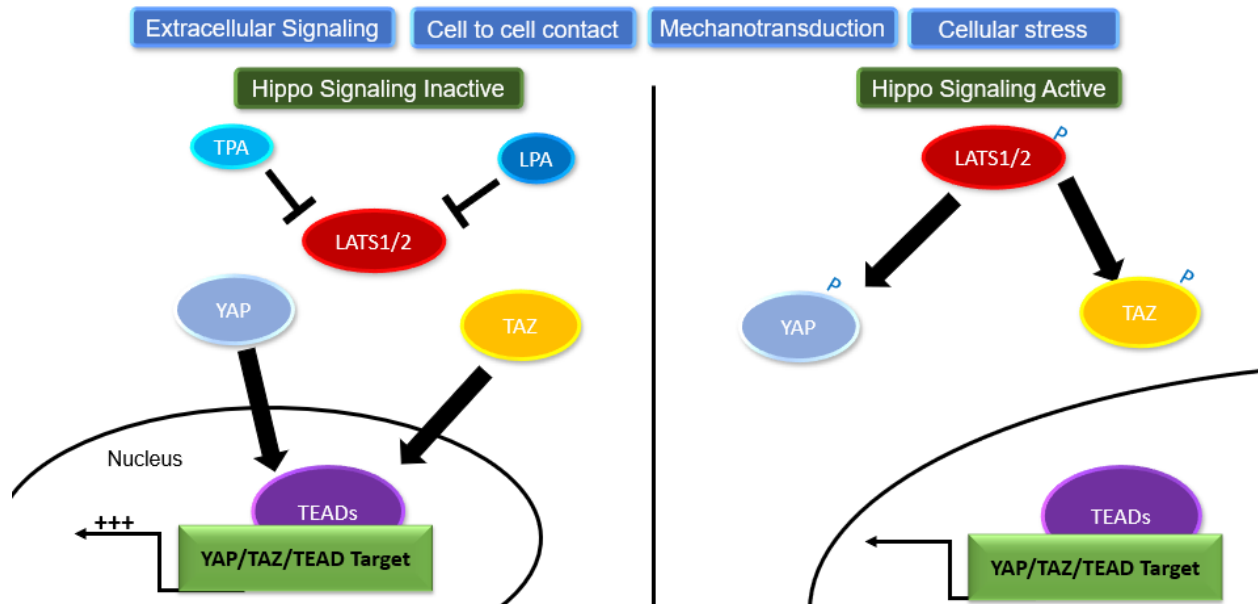 Extracellular Signaling
Cell to cell contact
Mechanotransduction
Cellular stress
Hippo Signaling Inactive
TPA
LPA
LATS1/2
YAP
TAZ
Nucleus
TEADs
+++
YAP/TAZ/TEAD Target
Hippo Signaling Active
P
LATS1/2
P
YAP
P
TAZ
TEADs
YAP/TAZ/TEAD Target